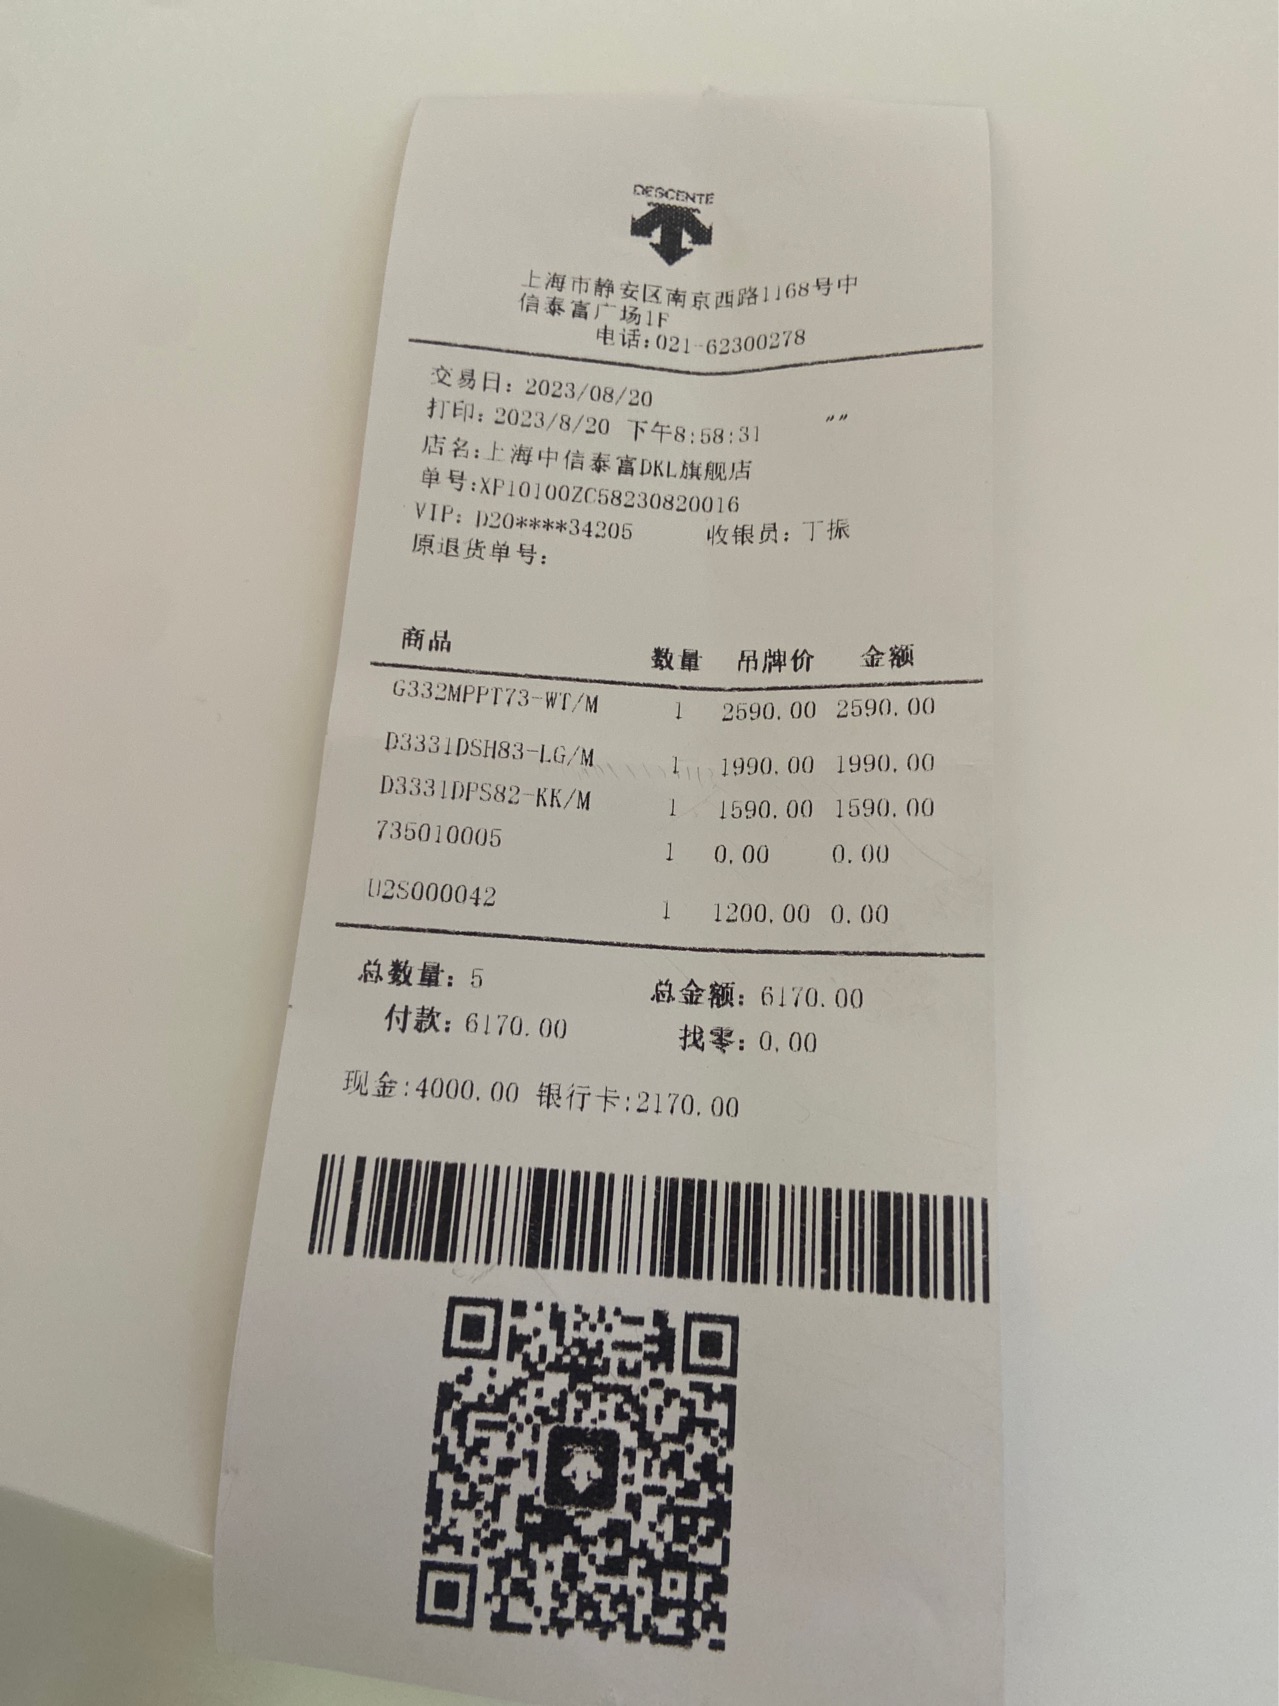 DESCENTE
上海市静安区南京西路1168号中
信泰富广场1F
电话:021-62300278
交易日: 2023/08/20
打印: 2023/8/20 下午8:58:31 ""
店名:上海中信泰富DKL旗舰店
单号:XP10100ZC58230820016
VIP: D20****34205 收银员: 丁振
原退货单号:
商品 数量 吊牌价 金额
G332MPPT73-WT/M 1 2590.00 2590.00
D3331DSH83-LG/M 1 1990.00 1990.00
D3331DPS82-KK/M 1 1590.00 1590.00
735010005 1 0.00 0.00
U2S000042 1 1200.00 0.00
总数量: 5 总金额: 6170.00
付款: 6170.00 找零: 0.00
现金:4000.00 银行卡:2170.00